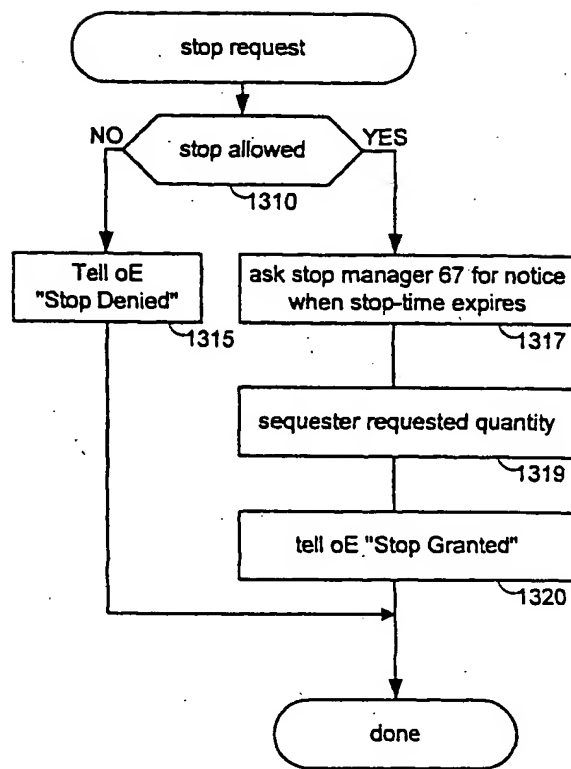 stop request
NO
YES
stop allowed
1310
Tell oE
"Stop Denied"
1315
ask stop manager 67 for notice
when stop-time expires
1317
sequester requested quantity
1319
tell oE "Stop Granted"
1320
done